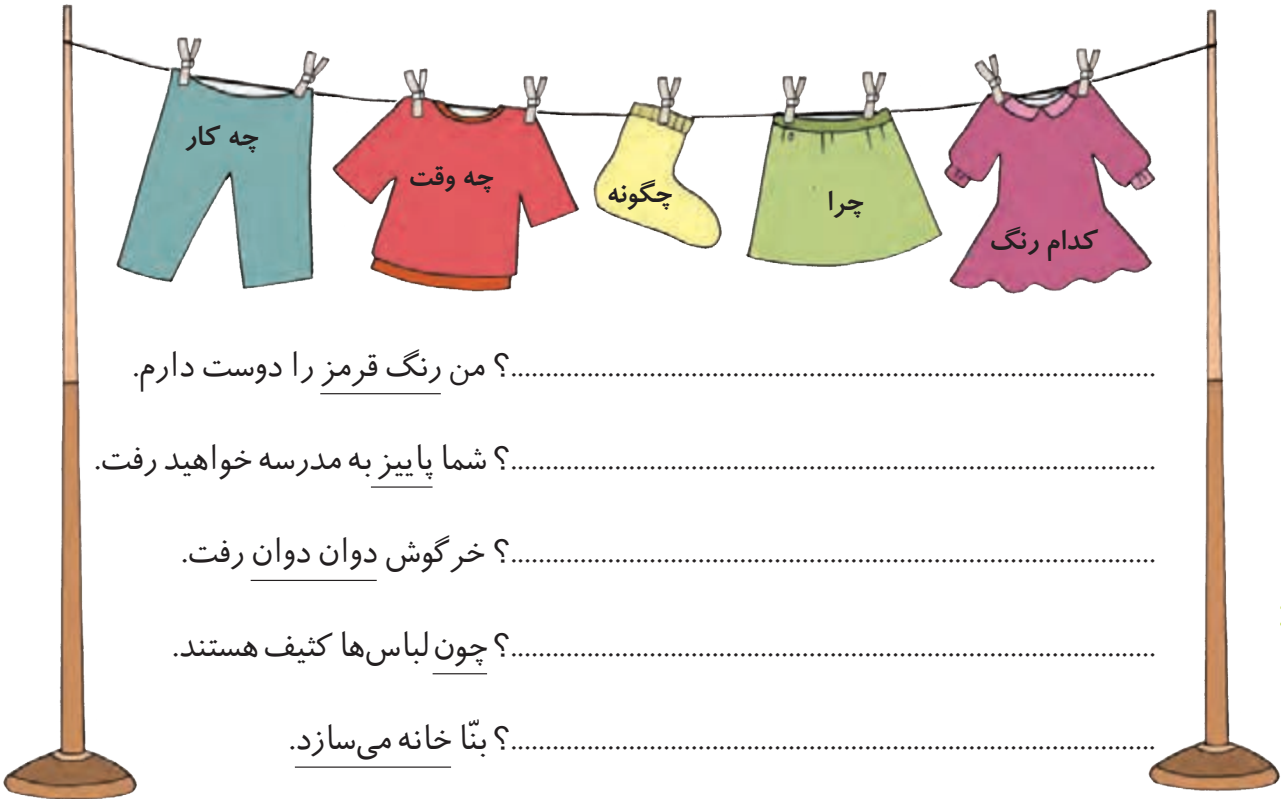 کدام رنگ
چرا
چگونه
چه وقت
چه کار
..............................؟ من رنگ قرمز را دوست دارم.
..............................؟ شما پاییز به مدرسه خواهید رفت.
..............................؟ خرگوش دوان دوان رفت.
..............................؟ چون لباس‌ها کثیف هستند.
..............................؟ بنّا خانه می‌سازد.